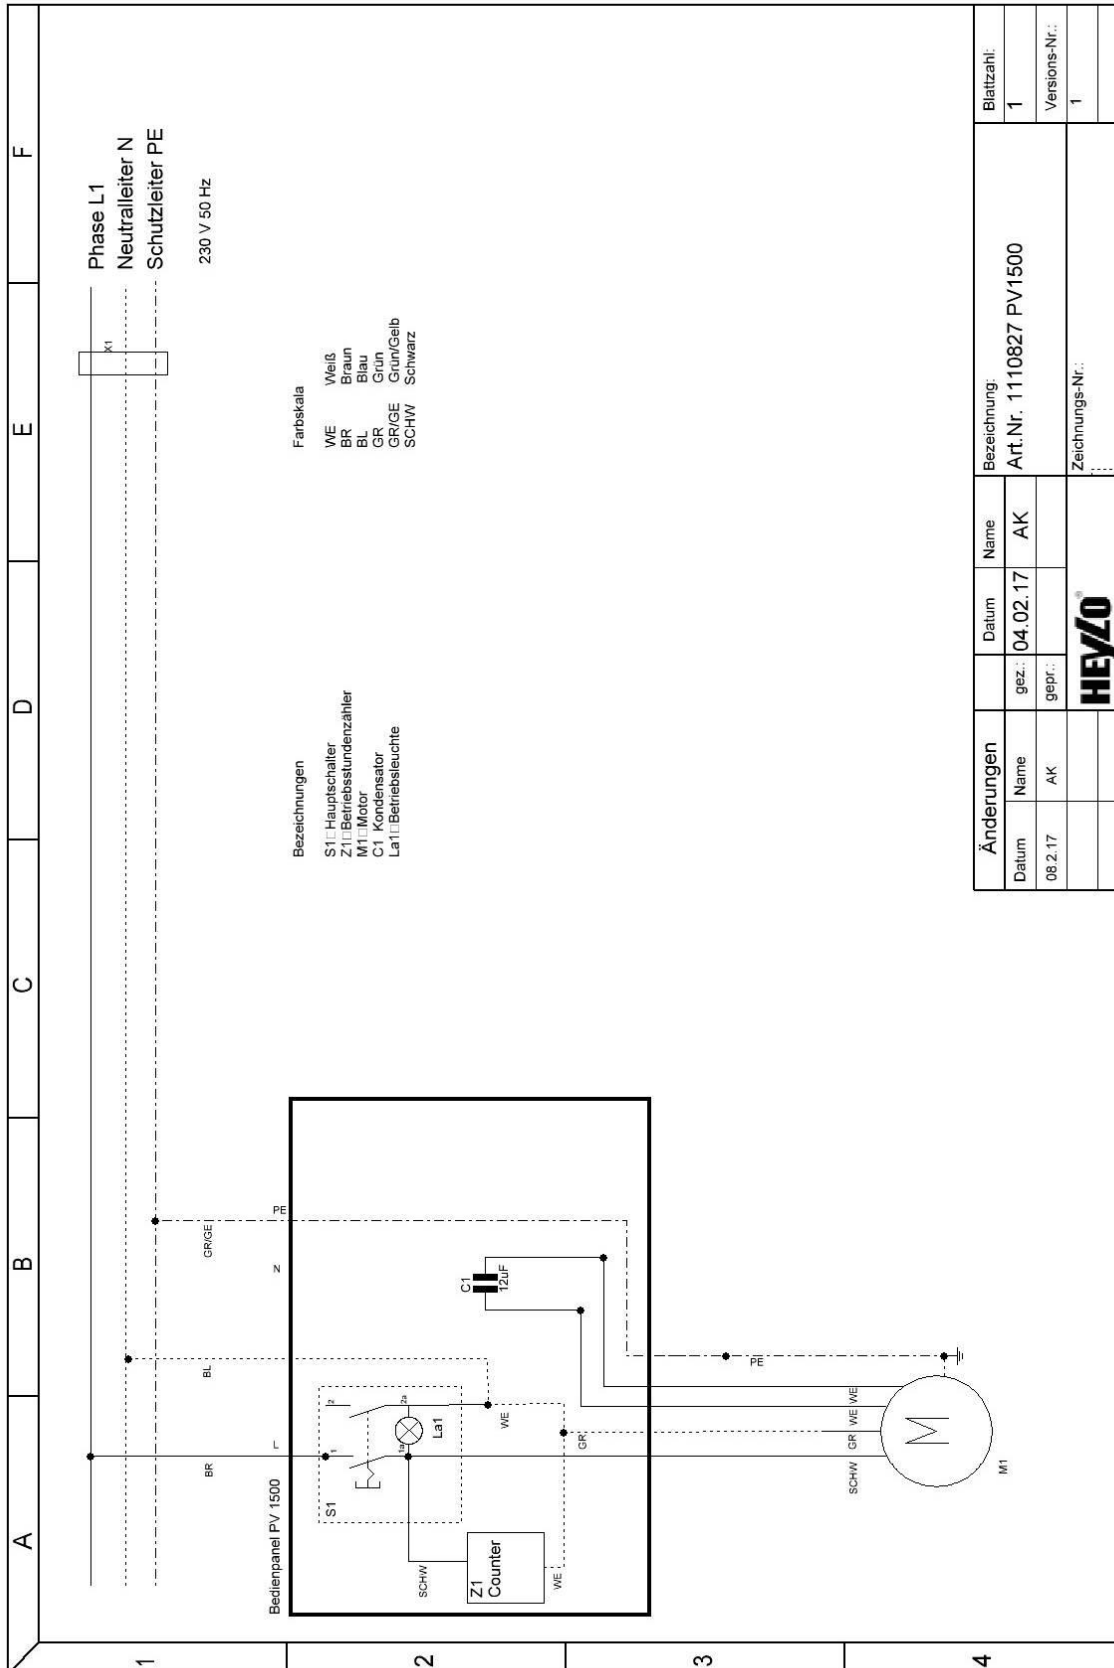 A
B
C
D
E
F
1
2
3
4
Phase L1
Neutralleiter N
Schutzleiter PE
230 V 50 Hz
X1
BR
BL
GR/GE
Bedienpanel PV 1500
L
N
PE
S1
1
2
1a
2a
La1
C1
12uF
SCHW
Z1
Counter
WE
WE
GR
PE
SCHW
GR
WE
WE
M
M1
Bezeichnungen
S1□Hauptschalter
Z1□Betriebsstundenzähler
M1□Motor
C1 Kondensator
La1□Betriebsleuchte
Farbskala
WE Weiß
BR Braun
BL Blau
GR Grün
GR/GE Grün/Gelb
SCHW Schwarz
Änderungen
Datum Name
08.2.17 AK
Datum Name
gez.: 04.02.17 AK
gepr.:
HEYLO®
Bezeichnung:
Art.Nr. 1110827 PV1500
Zeichnungs-Nr.:
Blattzahl:
1
Versions-Nr.:
1